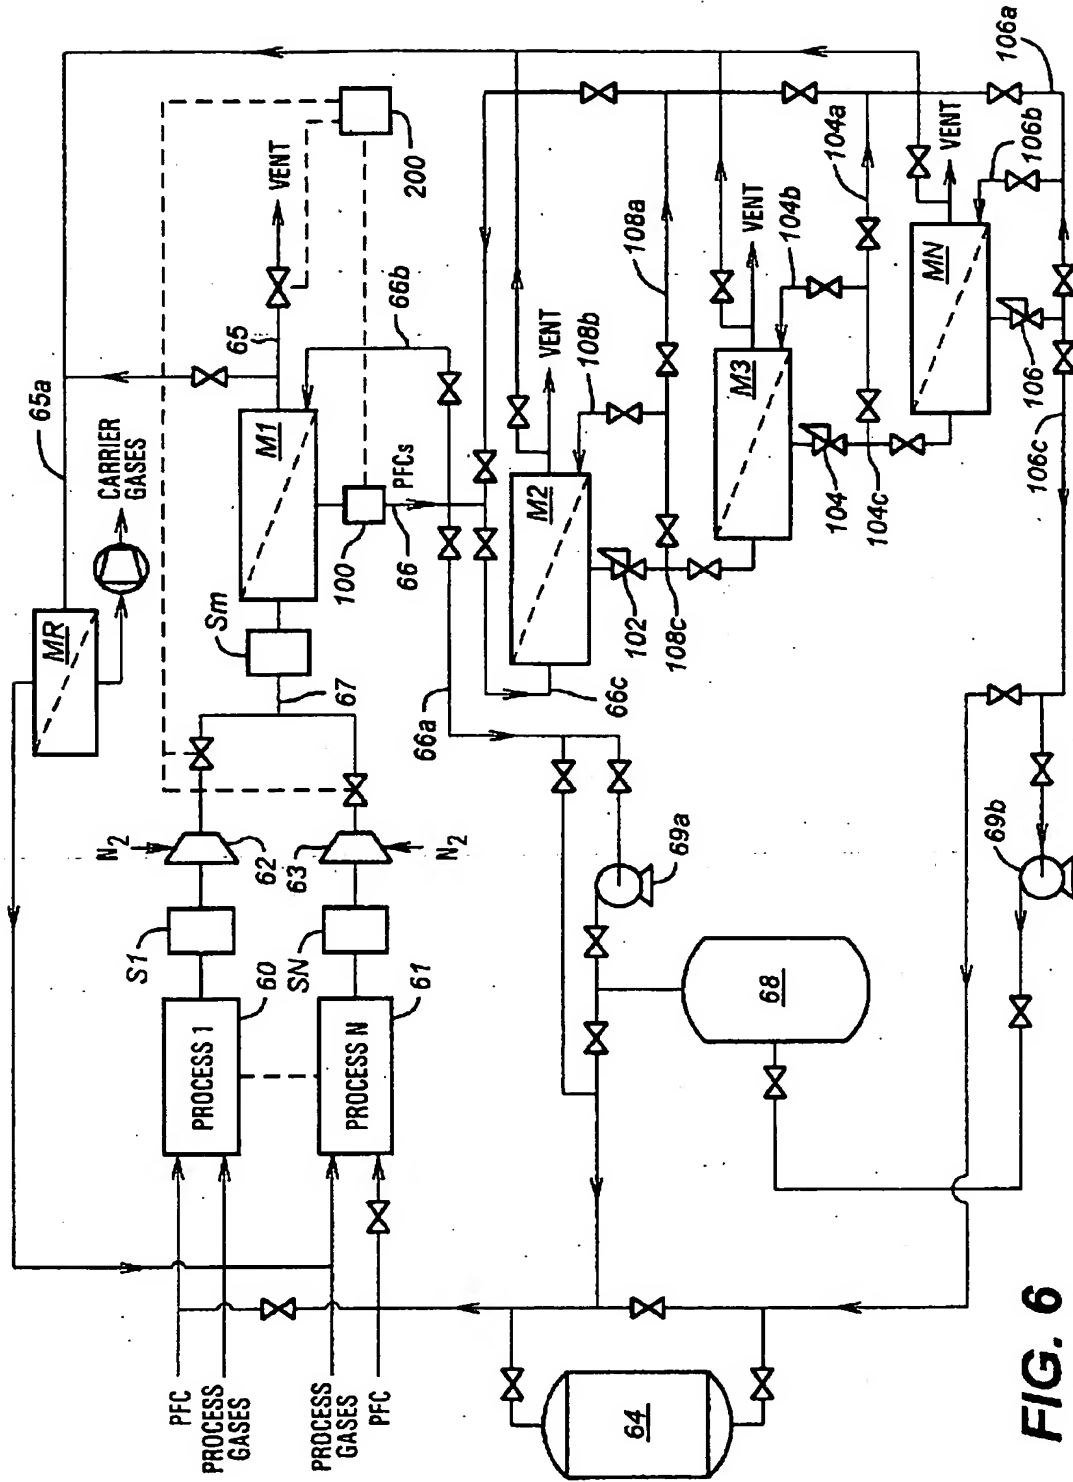 65a
MR
CARRIER
GASES
65
VENT
200
M1
66b
Sm
100
PFCs
66
67
N2
62
63
N2
S1
SN
PROCESS 1
60
PROCESS N
61
PFC
PROCESS
GASES
PROCESS
GASES
PFC
66a
66c
M2
VENT
108b
108a
102
108c
M3
VENT
104b
104a
104
104c
MN
VENT
106b
106a
106
106c
69a
69b
68
64
FIG. 6